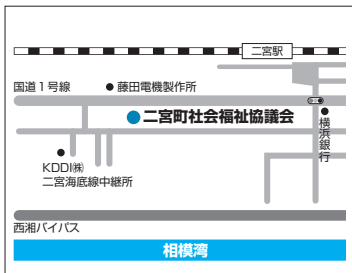 二宮駅
国道1号線
藤田電機製作所
二宮町社会福祉協議会
横浜銀行
KDDI㈱
二宮海底線中継所
西湘バイパス
相模湾